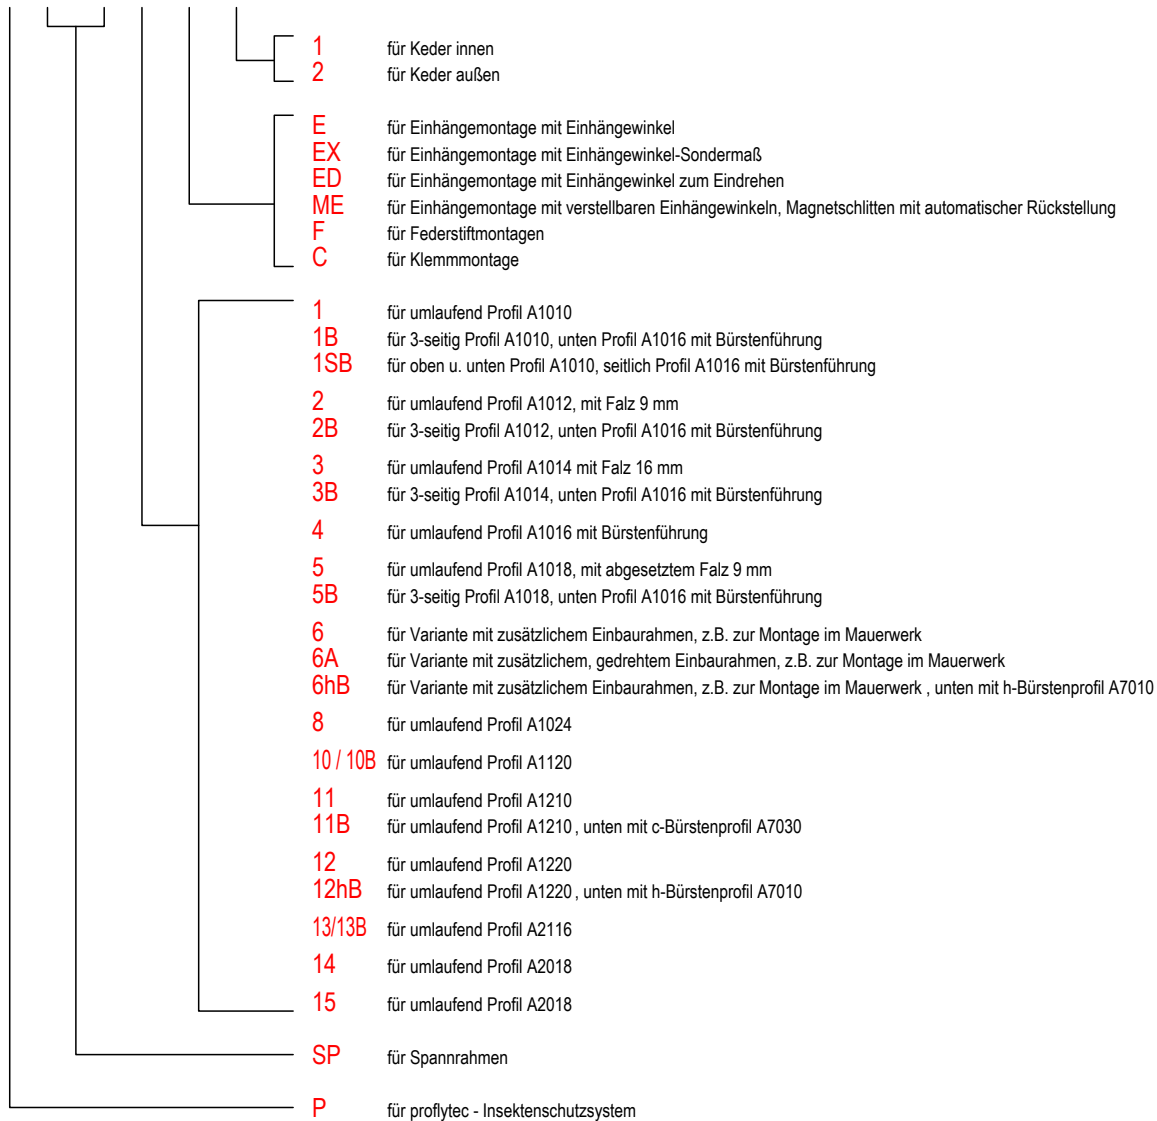 1 für Keder innen
2 für Keder außen
E für Einhängemontage mit Einhängewinkel
EX für Einhängemontage mit Einhängewinkel-Sondermaß
ED für Einhängemontage mit Einhängewinkel zum Eindrehen
ME für Einhängemontage mit verstellbaren Einhängewinkeln, Magnetschlitten mit automatischer Rückstellung
F für Federstiftmontagen
C für Klemmmontage
1 für umlaufend Profil A1010
1B für 3-seitig Profil A1010, unten Profil A1016 mit Bürstenführung
1SB für oben u. unten Profil A1010, seitlich Profil A1016 mit Bürstenführung
2 für umlaufend Profil A1012, mit Falz 9 mm
2B für 3-seitig Profil A1012, unten Profil A1016 mit Bürstenführung
3 für umlaufend Profil A1014 mit Falz 16 mm
3B für 3-seitig Profil A1014, unten Profil A1016 mit Bürstenführung
4 für umlaufend Profil A1016 mit Bürstenführung
5 für umlaufend Profil A1018, mit abgesetztem Falz 9 mm
5B für 3-seitig Profil A1018, unten Profil A1016 mit Bürstenführung
6 für Variante mit zusätzlichem Einbaurahmen, z.B. zur Montage im Mauerwerk
6A für Variante mit zusätzlichem, gedrehtem Einbaurahmen, z.B. zur Montage im Mauerwerk
6hB für Variante mit zusätzlichem Einbaurahmen, z.B. zur Montage im Mauerwerk , unten mit h-Bürstenprofil A7010
8 für umlaufend Profil A1024
10 / 10B für umlaufend Profil A1120
11 für umlaufend Profil A1210
11B für umlaufend Profil A1210 , unten mit c-Bürstenprofil A7030
12 für umlaufend Profil A1220
12hB für umlaufend Profil A1220 , unten mit h-Bürstenprofil A7010
13/13B für umlaufend Profil A2116
14 für umlaufend Profil A2018
15 für umlaufend Profil A2018
SP für Spannrahmen
P für proflytec - Insektenschutzsystem